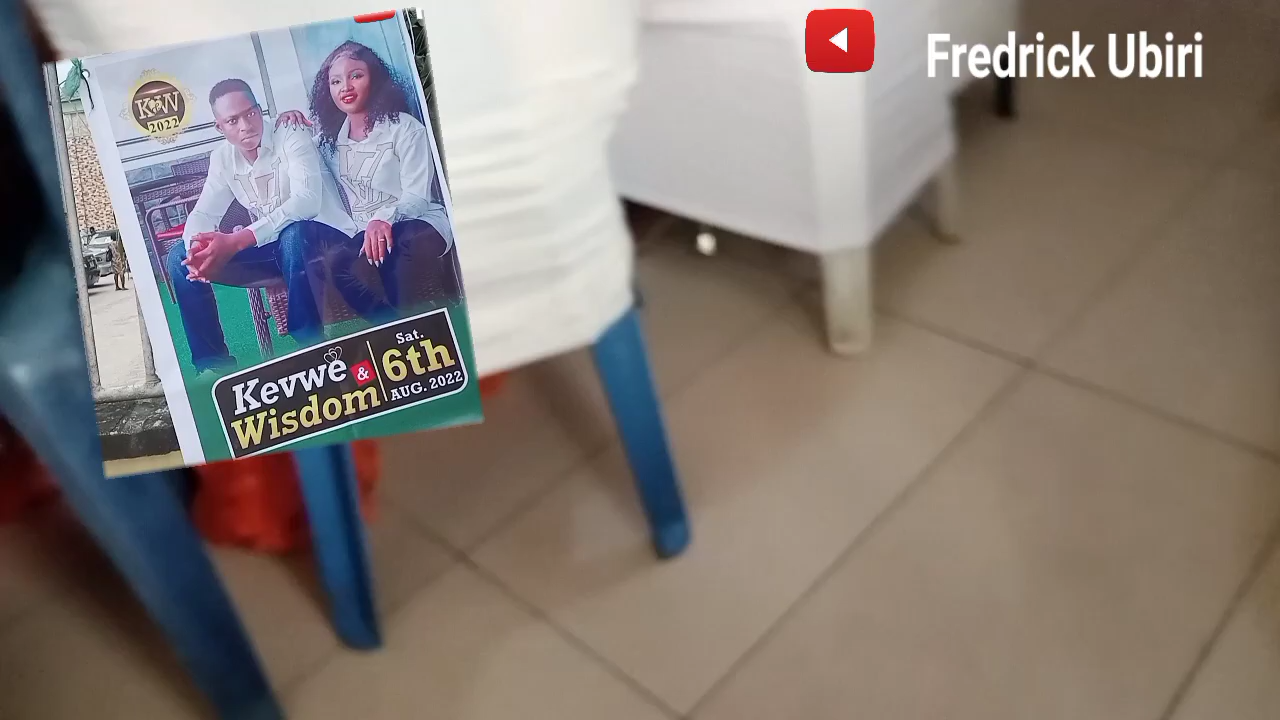 Fredrick Ubiri
K&W
2022
Kevwe &
Wisdom
Sat.
6th
AUG. 2022